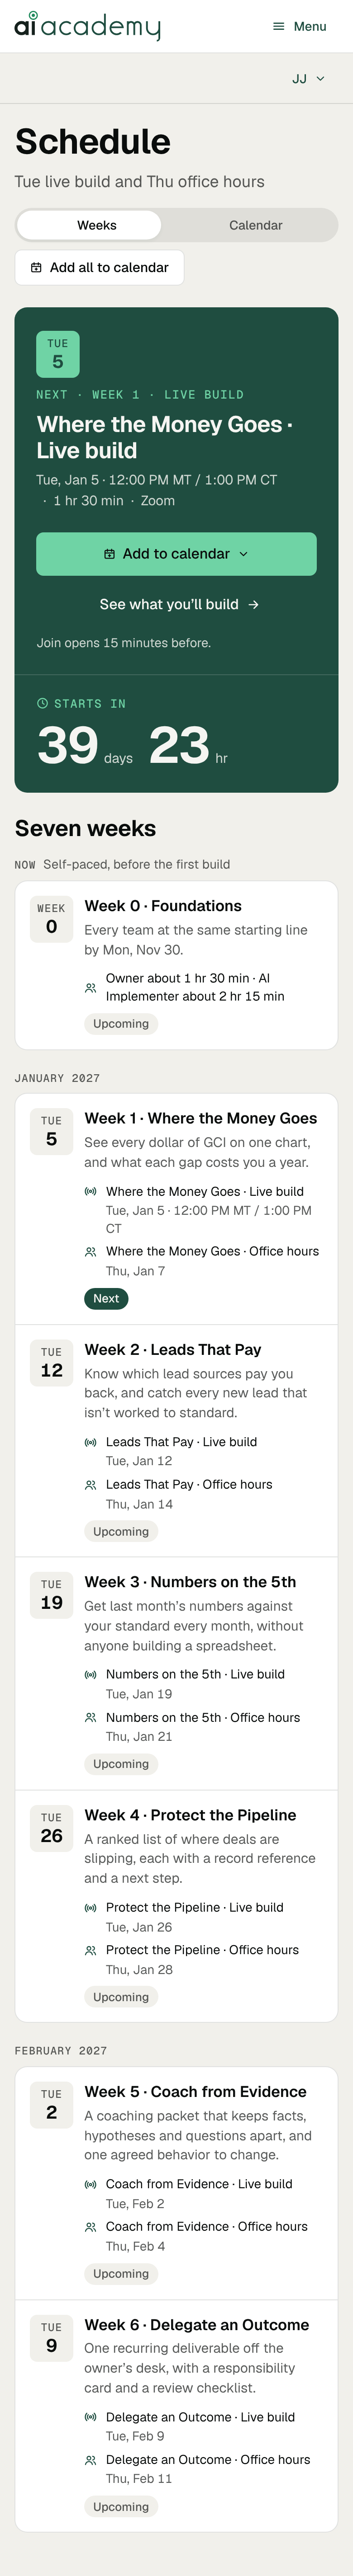 ai academy
Menu
JJ
Schedule
Tue live build and Thu office hours
Weeks
Calendar
Add all to calendar
TUE
5
NEXT · WEEK 1 · LIVE BUILD
Where the Money Goes ·
Live build
Tue, Jan 5 · 12:00 PM MT / 1:00 PM CT
· 1 hr 30 min · Zoom
Add to calendar
See what you’ll build →
Join opens 15 minutes before.
STARTS IN
39 days 23 hr
Seven weeks
NOW Self-paced, before the first build
WEEK
0
Week 0 · Foundations
Every team at the same starting line
by Mon, Nov 30.
Owner about 1 hr 30 min · AI
Implementer about 2 hr 15 min
Upcoming
JANUARY 2027
TUE
5
Week 1 · Where the Money Goes
See every dollar of GCI on one chart,
and what each gap costs you a year.
Where the Money Goes · Live build
Tue, Jan 5 · 12:00 PM MT / 1:00 PM
CT
Where the Money Goes · Office hours
Thu, Jan 7
Next
TUE
12
Week 2 · Leads That Pay
Know which lead sources pay you
back, and catch every new lead that
isn’t worked to standard.
Leads That Pay · Live build
Tue, Jan 12
Leads That Pay · Office hours
Thu, Jan 14
Upcoming
TUE
19
Week 3 · Numbers on the 5th
Get last month’s numbers against
your standard every month, without
anyone building a spreadsheet.
Numbers on the 5th · Live build
Tue, Jan 19
Numbers on the 5th · Office hours
Thu, Jan 21
Upcoming
TUE
26
Week 4 · Protect the Pipeline
A ranked list of where deals are
slipping, each with a record reference
and a next step.
Protect the Pipeline · Live build
Tue, Jan 26
Protect the Pipeline · Office hours
Thu, Jan 28
Upcoming
FEBRUARY 2027
TUE
2
Week 5 · Coach from Evidence
A coaching packet that keeps facts,
hypotheses and questions apart, and
one agreed behavior to change.
Coach from Evidence · Live build
Tue, Feb 2
Coach from Evidence · Office hours
Thu, Feb 4
Upcoming
TUE
9
Week 6 · Delegate an Outcome
One recurring deliverable off the
owner’s desk, with a responsibility
card and a review checklist.
Delegate an Outcome · Live build
Tue, Feb 9
Delegate an Outcome · Office hours
Thu, Feb 11
Upcoming